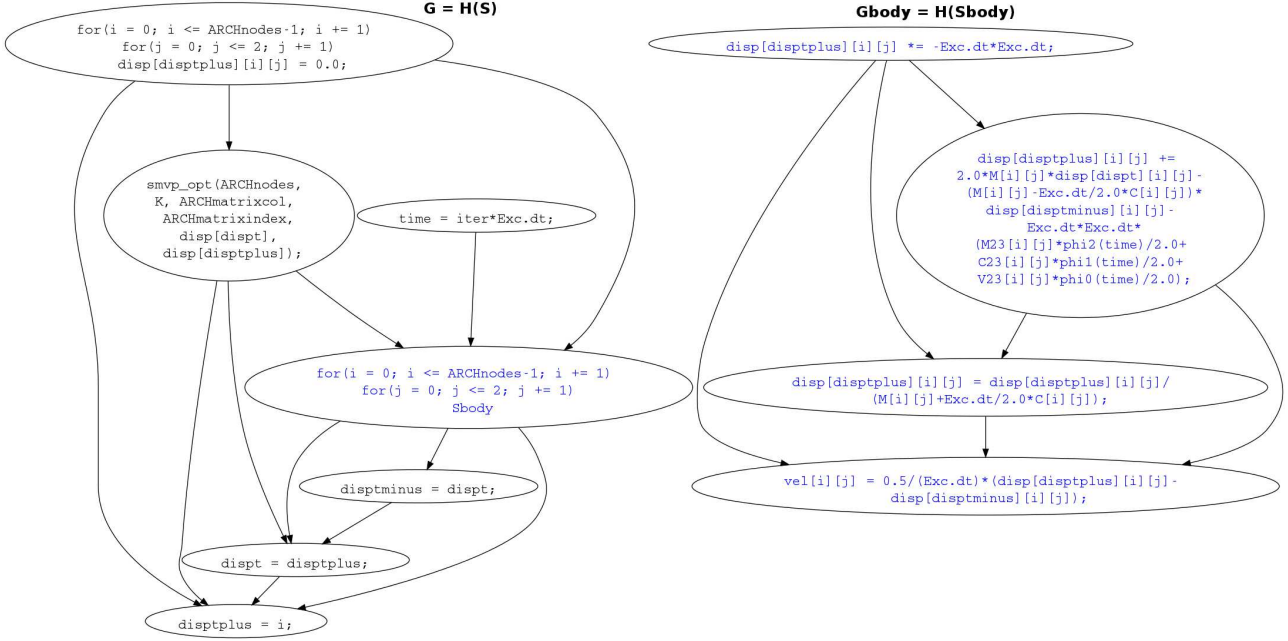 G = H(S)
for(i = 0; i <= ARCHnodes-1; i += 1)
for(j = 0; j <= 2; j += 1)
disp[disptplus][i][j] = 0.0;
smvp_opt(ARCHnodes,
K, ARCHmatrixcol,
ARCHmatrixindex,
disp[dispt],
disp[disptplus]);
time = iter*Exc.dt;
for(i = 0; i <= ARCHnodes-1; i += 1)
for(j = 0; j <= 2; j += 1)
Sbody
disptminus = dispt;
dispt = disptplus;
disptplus = i;
Gbody = H(Sbody)
disp[disptplus][i][j] *= -Exc.dt*Exc.dt;
disp[disptplus][i][j] +=
2.0*M[i][j]*disp[dispt][i][j]-
(M[i][j]-Exc.dt/2.0*C[i][j])*
disp[disptminus][i][j]-
Exc.dt*Exc.dt*
(M23[i][j]*phi2(time)/2.0+
C23[i][j]*phi1(time)/2.0+
V23[i][j]*phi0(time)/2.0);
disp[disptplus][i][j] = disp[disptplus][i][j]/
(M[i][j]+Exc.dt/2.0*C[i][j]);
vel[i][j] = 0.5/(Exc.dt)*(disp[disptplus][i][j]-
disp[disptminus][i][j]);